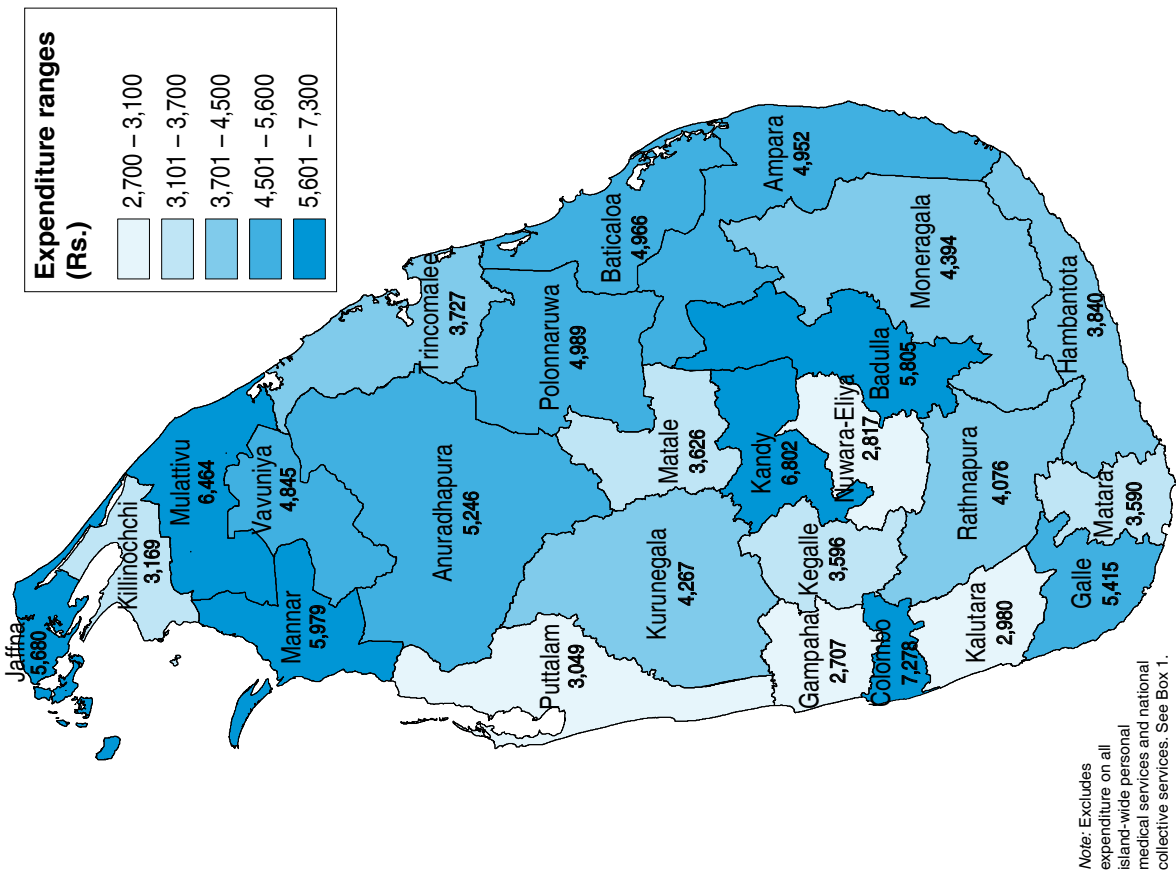 Expenditure ranges
(Rs.)
2,700 – 3,100
3,101 – 3,700
3,701 – 4,500
4,501 – 5,600
5,601 – 7,300
Jaffna
5,680
Killinochchi
3,169
Mulattivu
6,464
Mannar
5,979
Vavuniya
4,845
Trincomalee
3,727
Anuradhapura
5,246
Polonnaruwa
4,989
Puttalam
3,049
Baticaloa
4,966
Matale
3,626
Kurunegala
4,267
Ampara
4,952
Kandy
6,802
Kegalle
3,596
Gampaha
2,707
Nuwara-Eliya
2,817
Badulla
5,805
Moneragala
4,394
Colombo
7,278
Kalutara
2,980
Rathnapura
4,076
Hambantota
3,840
Galle
5,415
Matara
3,590
Note: Excludes
expenditure on all
island-wide personal
medical services and national
collective services. See Box 1.